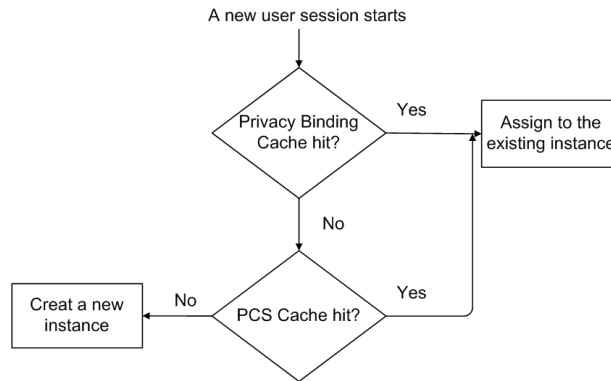 A new user session starts
Privacy Binding
Cache hit?
Yes
Assign to the
existing instance
No
PCS Cache hit?
Yes
No
Creat a new
instance